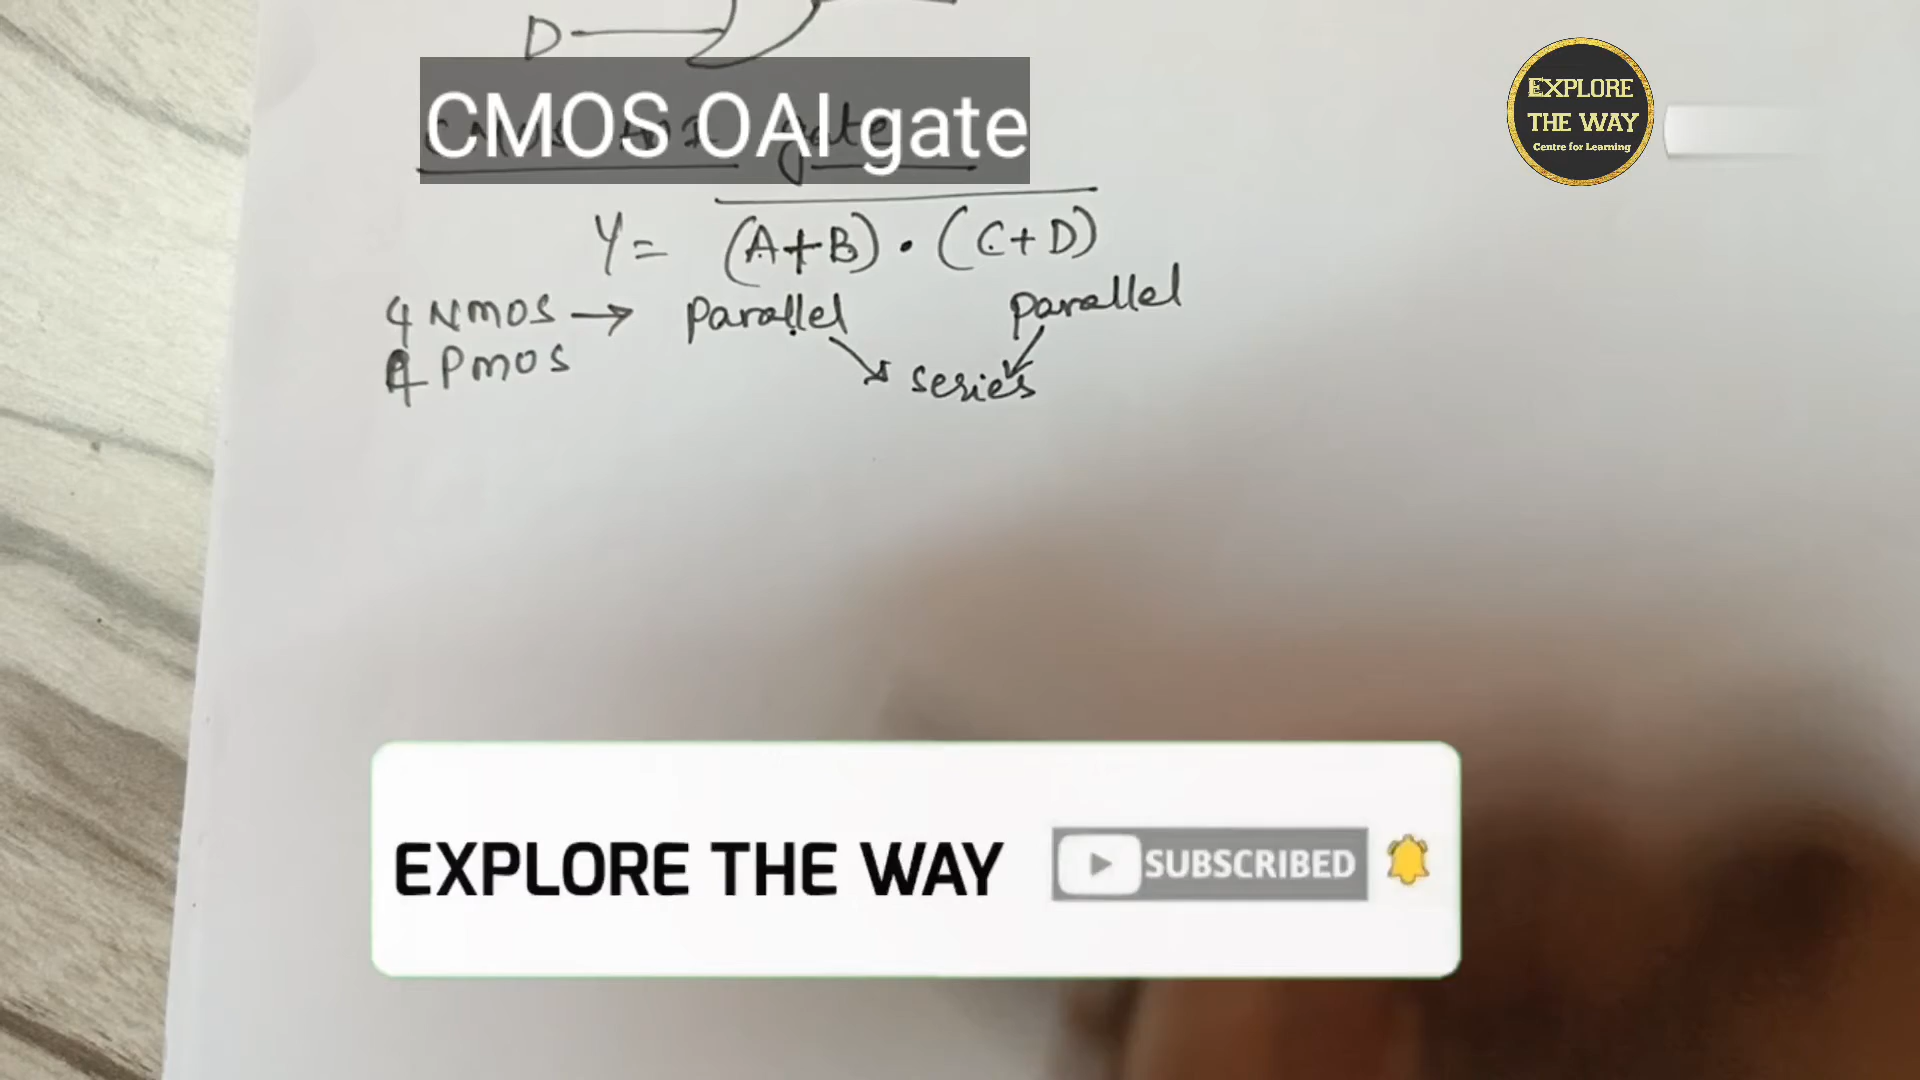 D
CMOS OAI gate
EXPLORE
THE WAY
Centre for Learning
Y = (A+B) · (C+D)
4 NMOS → Parallel Parallel
4 PMOS
series
EXPLORE THE WAY SUBSCRIBED